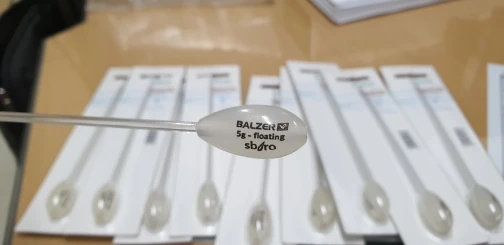 BALZER
5g - floating
sbiro